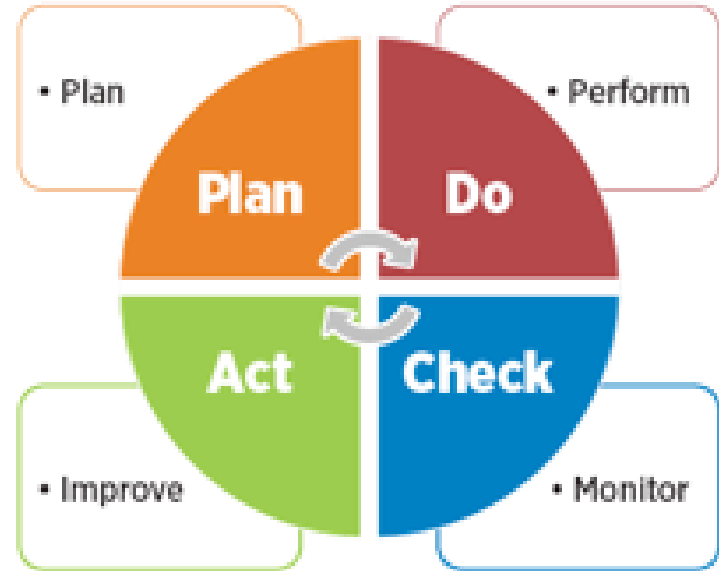 • Plan
• Perform
Plan
Do
Act
Check
• Improve
• Monitor